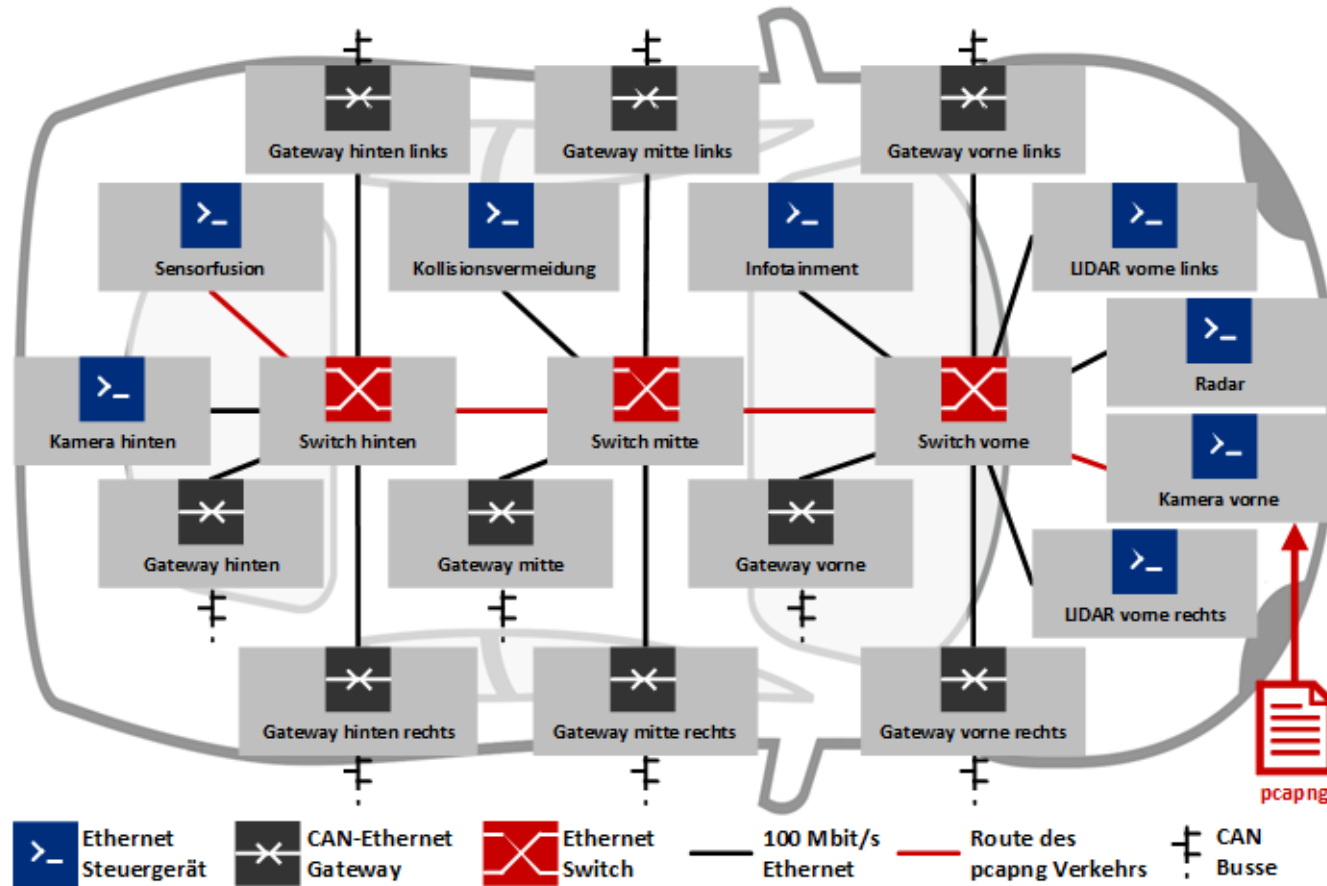 Gateway hinten links
Gateway mitte links
Gateway vorne links
Sensorfusion
Kollisionsvermeidung
Infotainment
LIDAR vorne links
Radar
Kamera hinten
Switch hinten
Switch mitte
Switch vorne
Kamera vorne
Gateway hinten
Gateway mitte
Gateway vorne
LIDAR vorne rechts
Gateway hinten rechts
Gateway mitte rechts
Gateway vorne rechts
pcapng
Ethernet
Steuergerät
CAN-Ethernet
Gateway
Ethernet
Switch
100 Mbit/s
Ethernet
Route des
pcapng Verkehrs
CAN
Busse